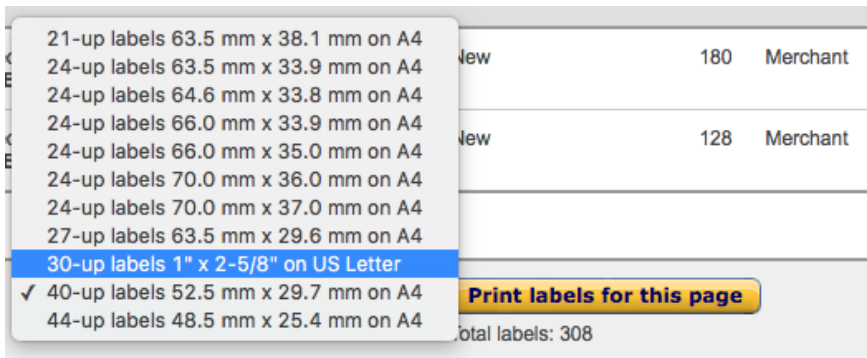 21-up labels 63.5 mm x 38.1 mm on A4
24-up labels 63.5 mm x 33.9 mm on A4
New 180 Merchant
24-up labels 64.6 mm x 33.8 mm on A4
24-up labels 66.0 mm x 33.9 mm on A4
24-up labels 66.0 mm x 35.0 mm on A4
New 128 Merchant
24-up labels 70.0 mm x 36.0 mm on A4
24-up labels 70.0 mm x 37.0 mm on A4
27-up labels 63.5 mm x 29.6 mm on A4
30-up labels 1" x 2-5/8" on US Letter
✓ 40-up labels 52.5 mm x 29.7 mm on A4
Print labels for this page
44-up labels 48.5 mm x 25.4 mm on A4
Total labels: 308